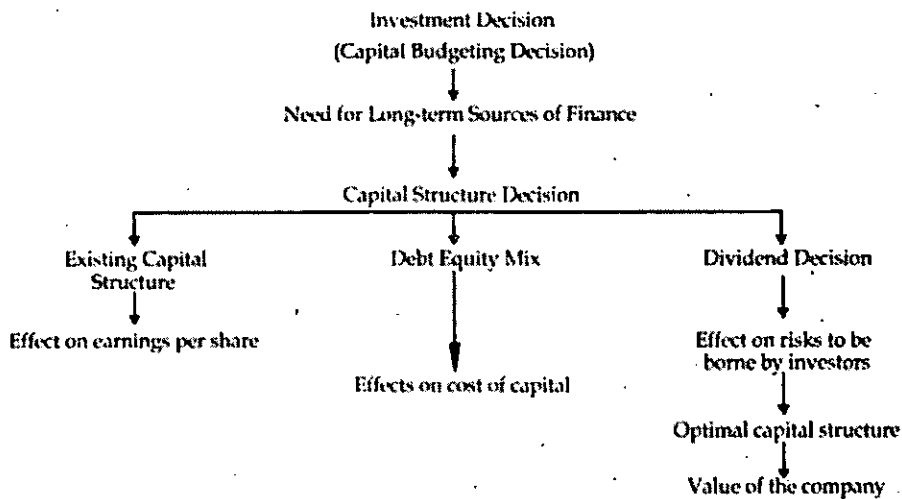 Investment Decision
(Capital Budgeting Decision)
Need for Long-term Sources of Finance
Capital Structure Decision
Existing Capital
Structure
Debt Equity Mix
Dividend Decision
Effect on earnings per share
Effects on cost of capital
Effect on risks to be
borne by investors
Optimal capital structure
Value of the company